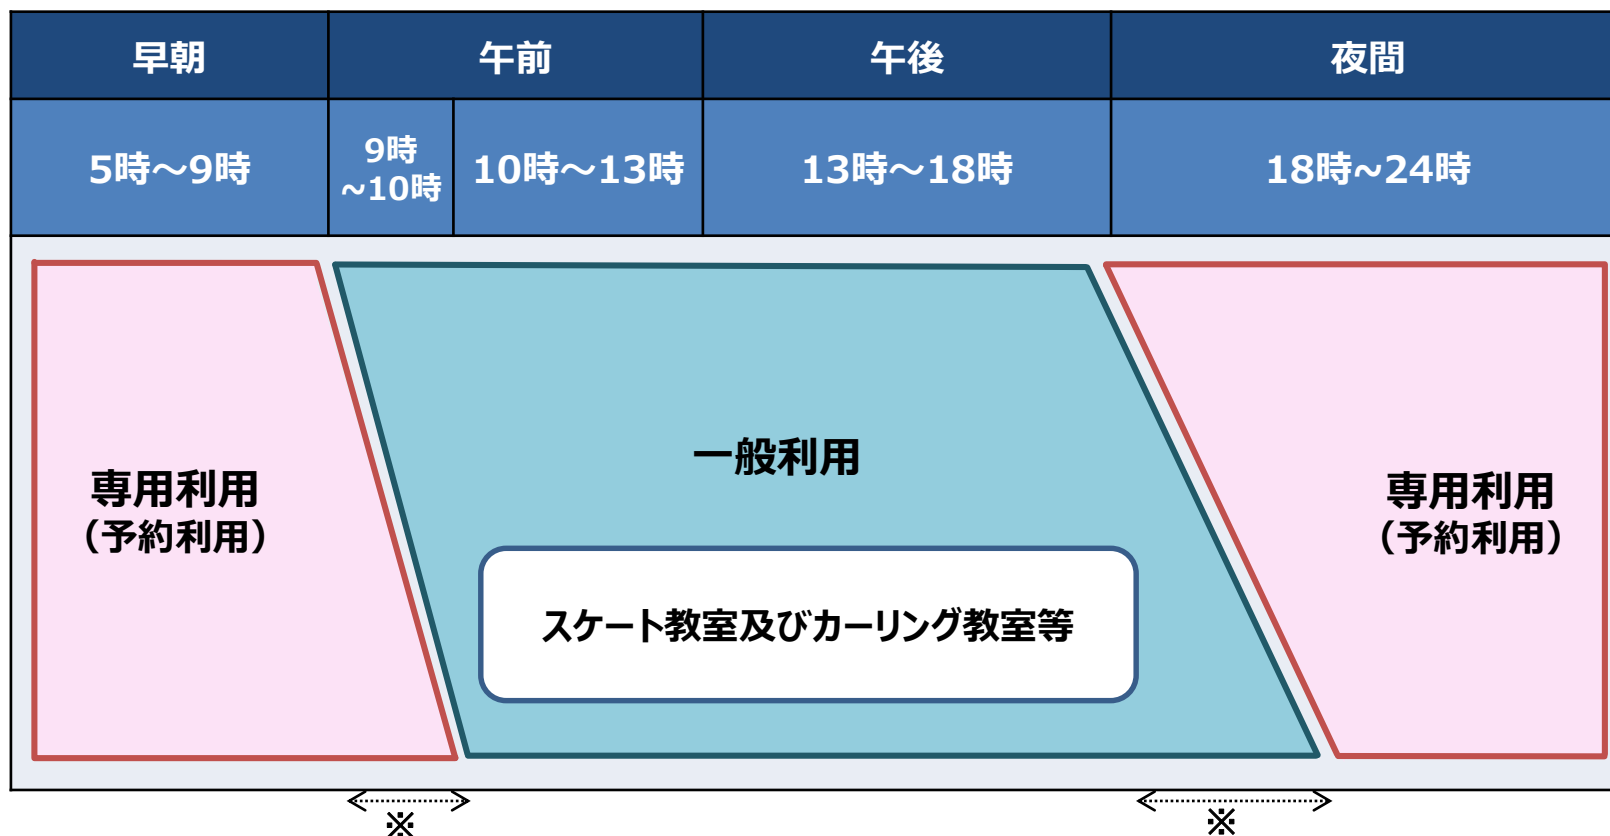 早朝
午前
午後
夜間
5時～9時
9時
~10時
10時～13時
13時～18時
18時~24時
専用利用
（予約利用）
一般利用
スケート教室及びカーリング教室等
専用利用
（予約利用）
※
※